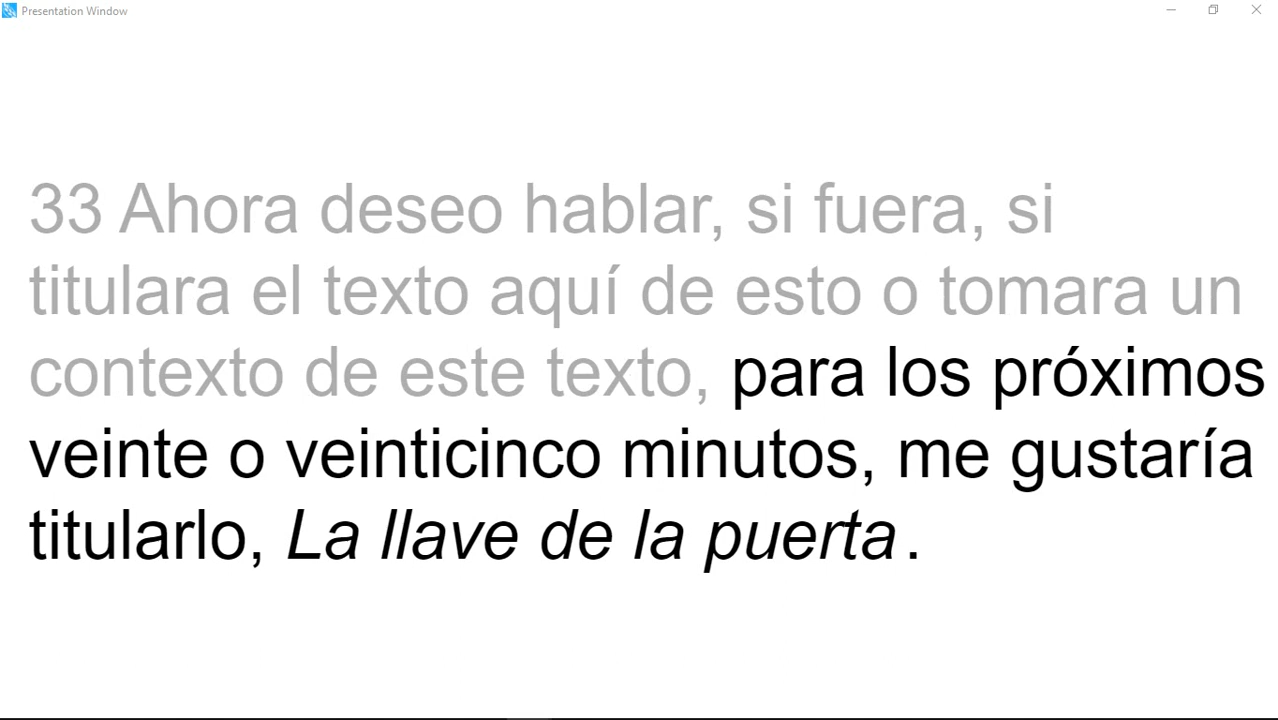 Presentation Window
33 Ahora deseo hablar, si fuera, si
titulara el texto aquí de esto o tomara un
contexto de este texto, para los próximos
veinte o veinticinco minutos, me gustaría
titularlo, La llave de la puerta.